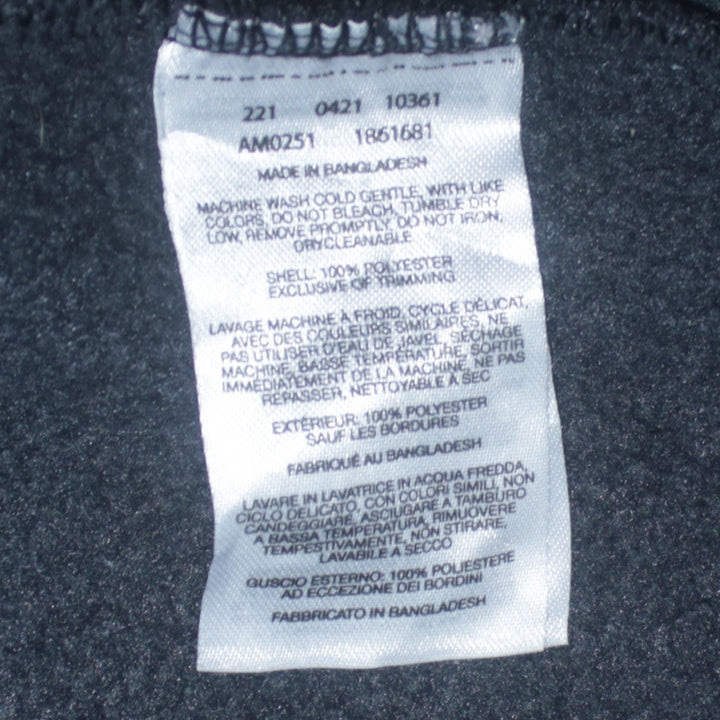 221 0421 10361
AM0251 1861681
MADE IN BANGLADESH
MACHINE WASH COLD GENTLE, WITH LIKE
COLORS, DO NOT BLEACH, TUMBLE DRY
LOW, REMOVE PROMPTLY, DO NOT IRON,
DRYCLEANABLE
SHELL: 100% POLYESTER
EXCLUSIVE OF TRIMMING
LAVAGE MACHINE À FROID, CYCLE DÉLICAT,
AVEC DES COULEURS SIMILAIRES, NE
PAS UTILISER D'EAU DE JAVEL, SÉCHAGE
MACHINE, BASSE TEMPÉRATURE, SORTIR
IMMÉDIATEMENT DE LA MACHINE, NE PAS
REPASSER, NETTOYABLE À SEC
EXTÉRIEUR: 100% POLYESTER
SAUF LES BORDURES
FABRIQUÉ AU BANGLADESH
LAVARE IN LAVATRICE IN ACQUA FREDDA,
CICLO DELICATO, CON COLORI SIMILI, NON
CANDEGGIARE, ASCIUGARE A TAMBURO
A BASSA TEMPERATURA, RIMUOVERE
TEMPESTIVAMENTE, NON STIRARE,
LAVABILE A SECCO
GUSCIO ESTERNO: 100% POLIESTERE
AD ECCEZIONE DEI BORDINI
FABBRICATO IN BANGLADESH